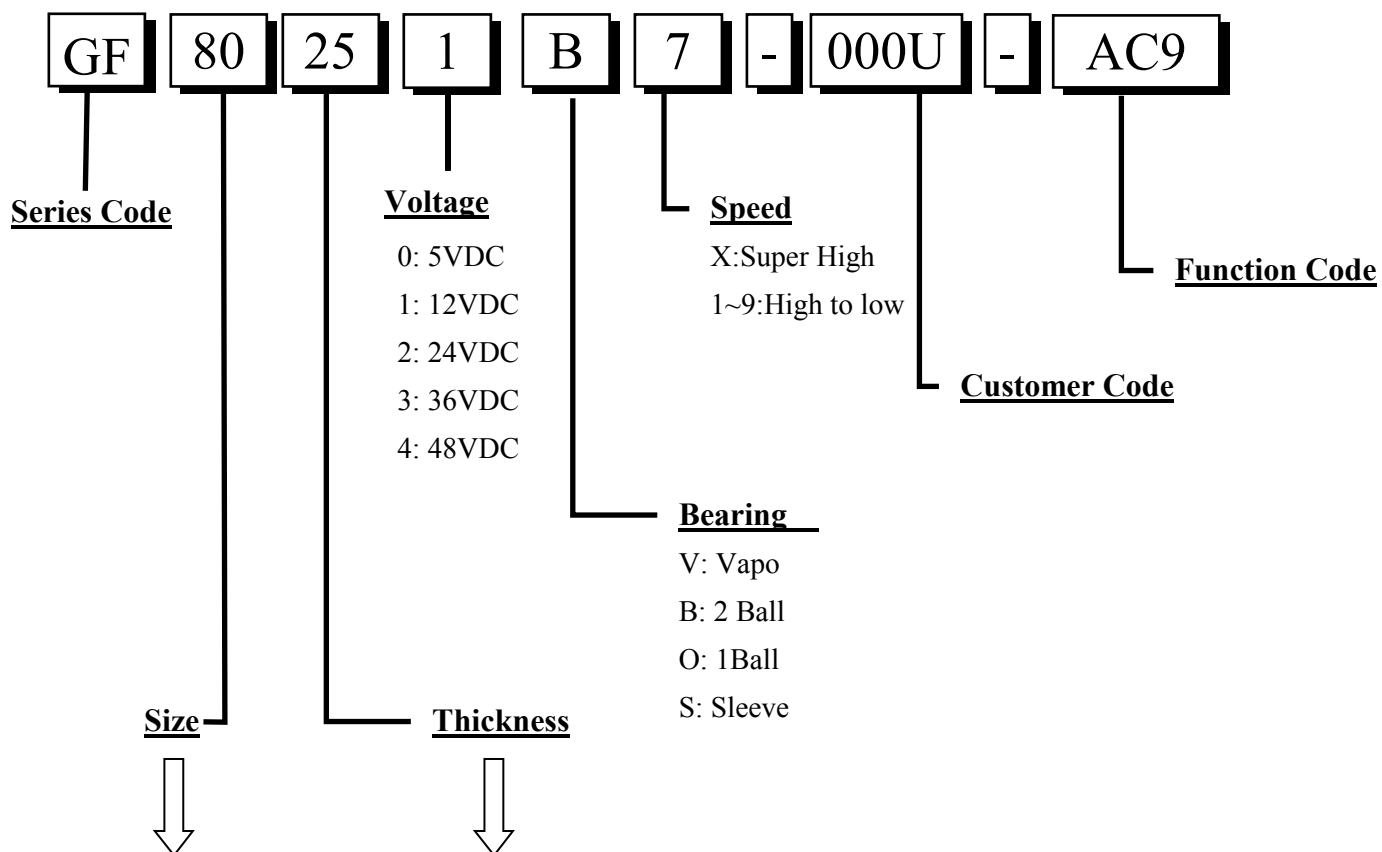 GF 80 25 1 B 7 - 000U - AC9
Series Code
Voltage
0: 5VDC
1: 12VDC
2: 24VDC
3: 36VDC
4: 48VDC
Speed
X:Super High
1~9:High to low
Function Code
Customer Code
Bearing
V: Vapo
B: 2 Ball
O: 1Ball
S: Sleeve
Size
Thickness